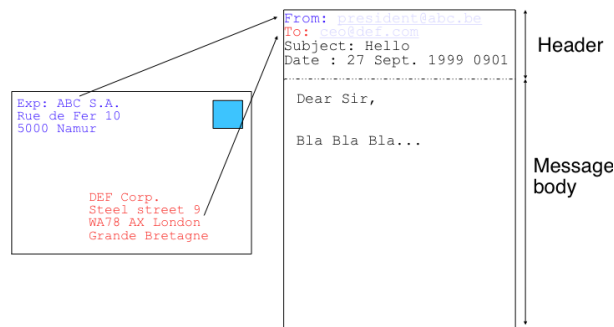 From: president@abc.be
To: ceo@def.com
Subject: Hello
Date : 27 Sept. 1999 0901
Header
Exp: ABC S.A.
Rue de Fer 10
5000 Namur
Dear Sir,
Bla Bla Bla...
Message
body
DEF Corp.
Steel street 9
WA78 AX London
Grande Bretagne